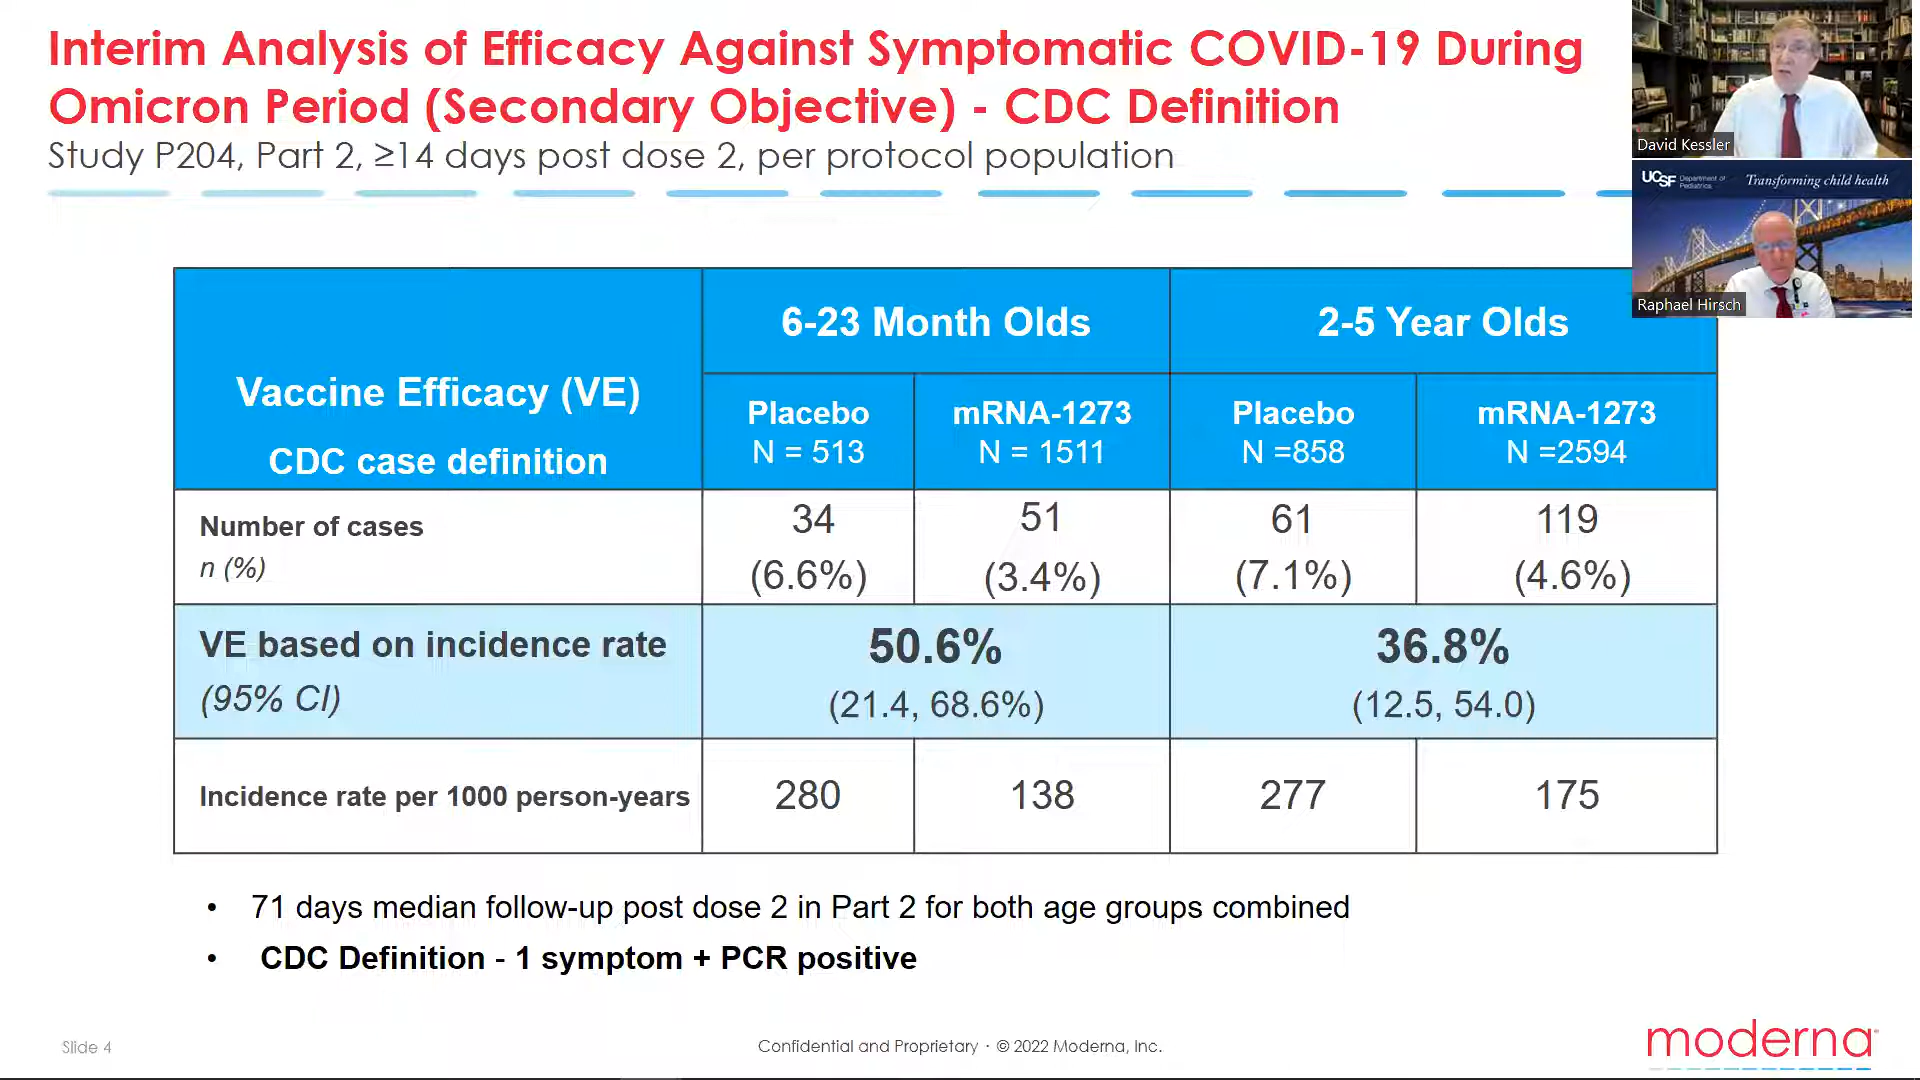 Interim Analysis of Efficacy Against Symptomatic COVID-19 During
Omicron Period (Secondary Objective) - CDC Definition
Study P204, Part 2, ≥14 days post dose 2, per protocol population
David Kessler
UCSF Department of Pediatrics Transforming child health
Raphael Hirsch
Vaccine Efficacy (VE)
CDC case definition
6-23 Month Olds 2-5 Year Olds
Placebo mRNA-1273 Placebo mRNA-1273
N = 513 N = 1511 N =858 N =2594
Number of cases 34 51 61 119
n (%) (6.6%) (3.4%) (7.1%) (4.6%)
VE based on incidence rate 50.6% 36.8%
(95% CI) (21.4, 68.6%) (12.5, 54.0)
Incidence rate per 1000 person-years 280 138 277 175
• 71 days median follow-up post dose 2 in Part 2 for both age groups combined
• CDC Definition - 1 symptom + PCR positive
Slide 4
Confidential and Proprietary · © 2022 Moderna, Inc.
moderna